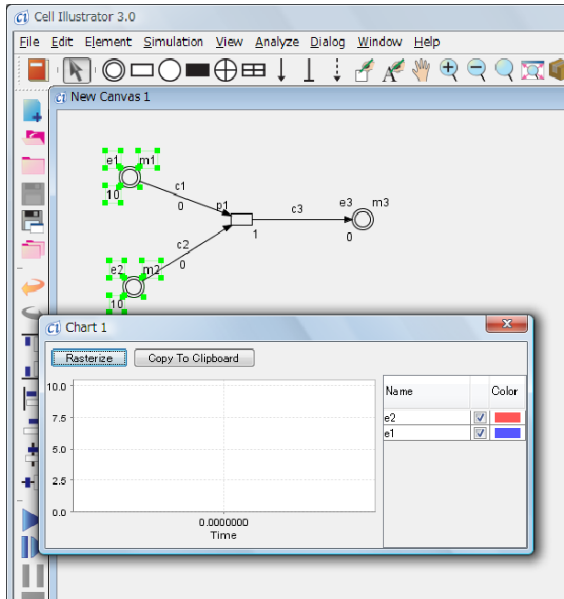 Cell Illustrator 3.0
File Edit Element Simulation View Analyze Dialog Window Help
New Canvas 1
e1 m1
10
c1
0
p1
1
c3
e3 m3
0
c2
0
e2 m2
10
Chart 1
Rasterize Copy To Clipboard
10.0
7.5
5.0
2.5
0.0
0.0000000
Time
Name Color
e2
e1